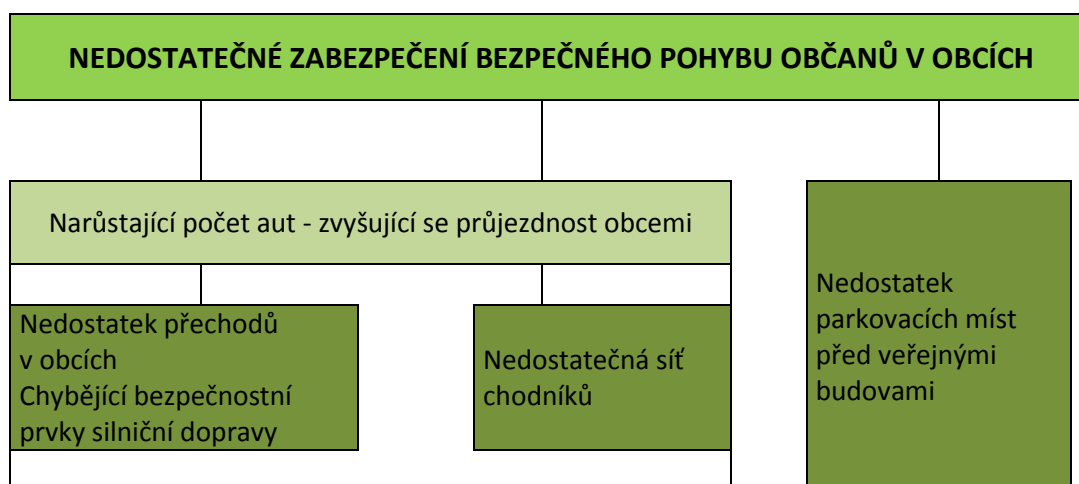 NEDOSTATEČNÉ ZABEZPEČENÍ BEZPEČNÉHO POHYBU OBČANŮ V OBCÍCH
Narůstající počet aut - zvyšující se průjezdnost obcemi
Nedostatek přechodů
v obcích
Chybějící bezpečnostní
prvky silniční dopravy
Nedostatečná síť
chodníků
Nedostatek
parkovacích míst
před veřejnými
budovami